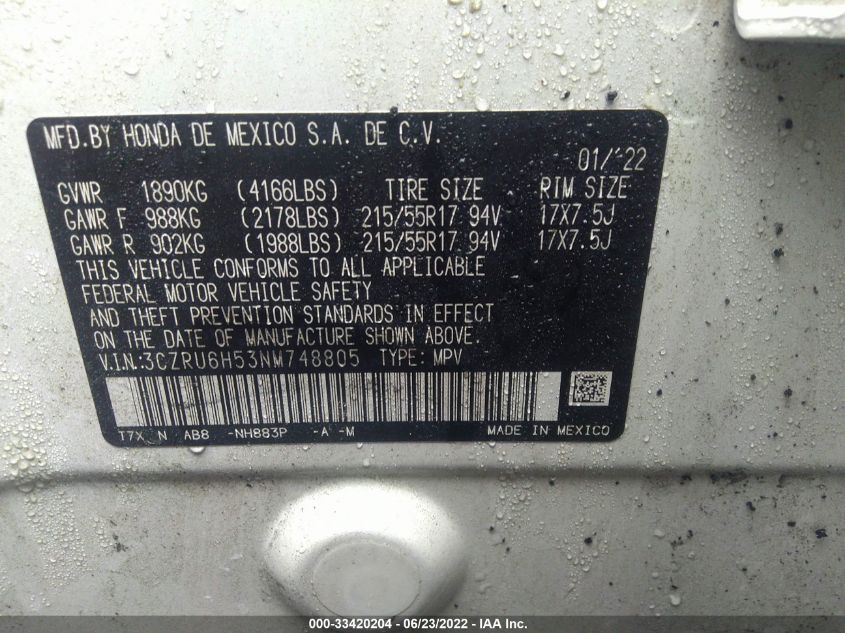 MFD.BY HONDA DE MEXICO S.A. DE C.V.
01/'22
GVWR 1890KG (4166LBS) TIRE SIZE RIM SIZE
GAWR F 988KG (2178LBS) 215/55R17 94V 17X7.5J
GAWR R 902KG (1988LBS) 215/55R17 94V 17X7.5J
THIS VEHICLE CONFORMS TO ALL APPLICABLE
FEDERAL MOTOR VEHICLE SAFETY
AND THEFT PREVENTION STANDARDS IN EFFECT
ON THE DATE OF MANUFACTURE SHOWN ABOVE.
V.I.N.:3CZRU6H53NM748805 TYPE: MPV
T7X N AB8 -NH883P -A -M MADE IN MEXICO
000-33420204 - 06/23/2022 - IAA Inc.